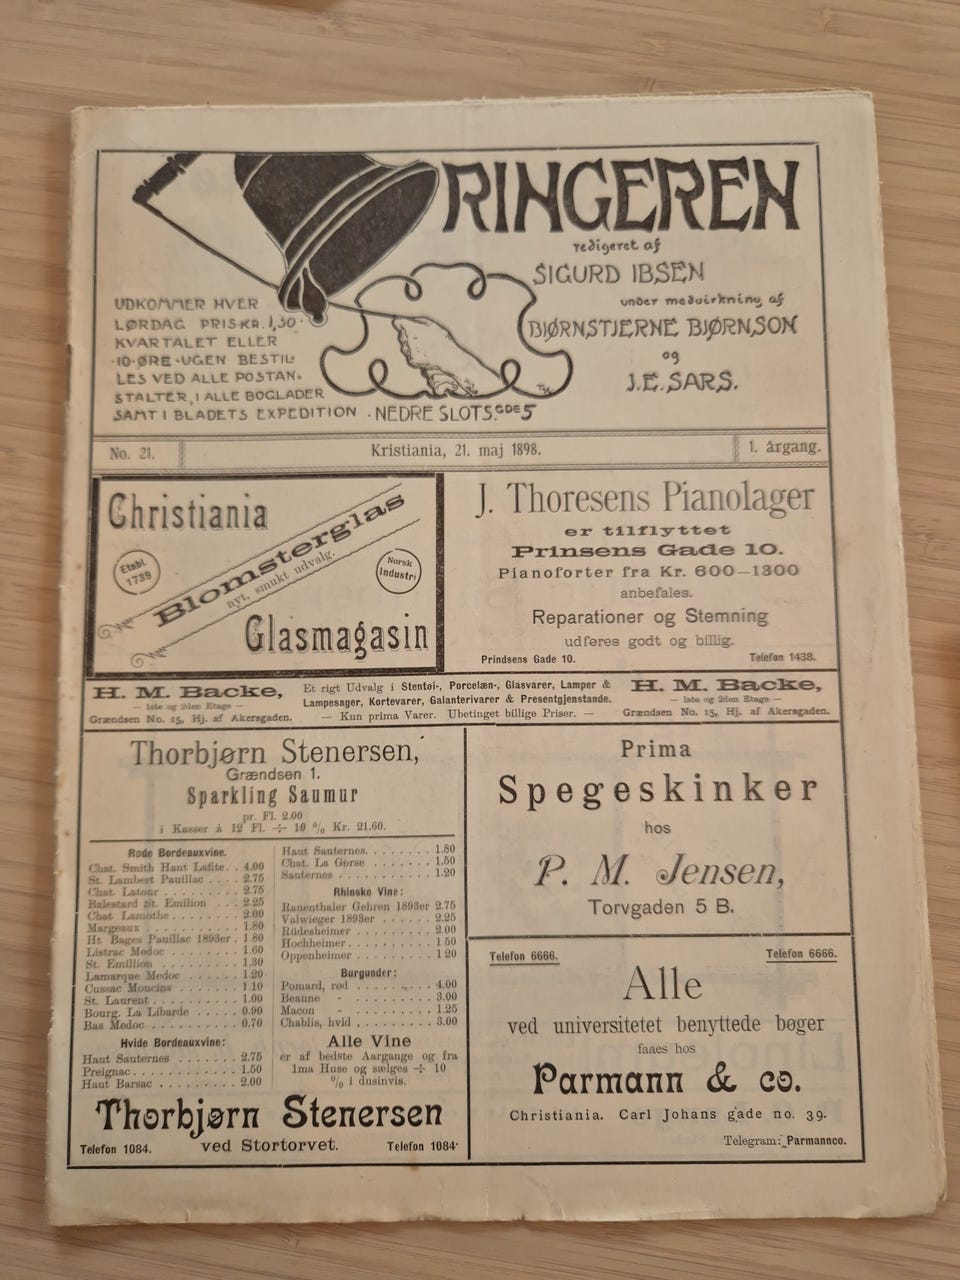 RINGEREN
redigeret af
SIGURD IBSEN
under medvirkning af
BJØRNSTJERNE BJØRNSON
og
J.E. SARS.
UDKOMMER HVER
LØRDAG PRIS·KR. 1,30·
KVARTALET ELLER
·10·ØRE·UGEN BESTIL-
LES VED ALLE POSTAN-
STALTER, I ALLE BOGLADER
SAMT I BLADETS EXPEDITION · NEDRE SLOTS.GDE 5
No. 21.
Kristiania, 21. maj 1898.
1. årgang.
Christiania
Etabl. 1739
Blomsterglas
nyt, smukt udvalg.
Norsk Industri
Glasmagasin
J. Thoresens Pianolager
er tilflyttet
Prinsens Gade 10.
Pianoforter fra Kr. 600—1300
anbefales.
Reparationer og Stemning
udføres godt og billig.
Prindsens Gade 10.
Telefon 1438.
H. M. Backe,
— 1ste og 2den Etage —
Grændsen No. 15, Hj. af Akersgaden.
Et rigt Udvalg i Stentøi-, Porcelæn-, Glasvarer, Lamper &
Lampesager, Kortevarer, Galanterivarer & Presentgjenstande.
— Kun prima Varer. Ubetinget billige Priser. —
H. M. Backe,
— 1ste og 2den Etage —
Grændsen No. 15, Hj. af Akersgaden.
Thorbjørn Stenersen,
Grændsen 1.
Sparkling Saumur
pr. Fl. 2.00
i Kasser à 12 Fl. ÷ 10 % Kr. 21.60.
Røde Bordeauxvine.
Chat. Smith Haut Lafite. . 4.00
St. Lambert Pauillac . . . . 2.75
Chat. Latour . . . . . . . . . 2.75
Balestard St. Emilion . . . 2.25
Chat Lamothe . . . . . . . . 2.00
Margeaux . . . . . . . . . . 1.80
Ht Bages Pauillac 1893er . 1.80
Listrac Medoc . . . . . . . . 1.60
St. Emillion . . . . . . . . . 1.30
Lamarque Medoc . . . . . . 1.20
Cussac Moucins . . . . . . . 1.10
St. Laurent . . . . . . . . . . 1.00
Bourg. La Libarde . . . . . 0.90
Bas Medoc . . . . . . . . . . 0.70
Hvide Bordeauxvine:
Haut Sauternes . . . . . . . 2.75
Preignac . . . . . . . . . . . . 1.50
Haut Barsac . . . . . . . . . 2.00
Haut Sauternes. . . . . . . . 1.80
Chat. La Gorse . . . . . . . 1.50
Sauternes . . . . . . . . . . . 1.20
Rhinske Vine:
Rauenthaler Gehren 1893er 2.75
Valwieger 1893er . . . . . . 2.25
Rüdesheimer . . . . . . . . . 2.00
Hochheimer . . . . . . . . . . 1 50
Oppenheimer . . . . . . . . . 1 20
Burgunder:
Pomard, rød . . . . . . . . . 4.00
Beaune - . . . . . . . . . 3.00
Macon - . . . . . . . . . 1.25
Chablis, hvid . . . . . . . . . 3.00
Alle Vine
er af bedste Aargange og fra
1ma Huse og sælges ÷ 10
% i dusinvis.
Thorbjørn Stenersen
Telefon 1084.
ved Stortorvet.
Telefon 1084·
Prima
Spegeskinker
hos
P. M. Jensen,
Torvgaden 5 B.
Telefon 6666.
Telefon 6666.
Alle
ved universitetet benyttede bøger
faaes hos
Parmann & co.
Christiania. Carl Johans gade no. 39.
Telegram: Parmannco.